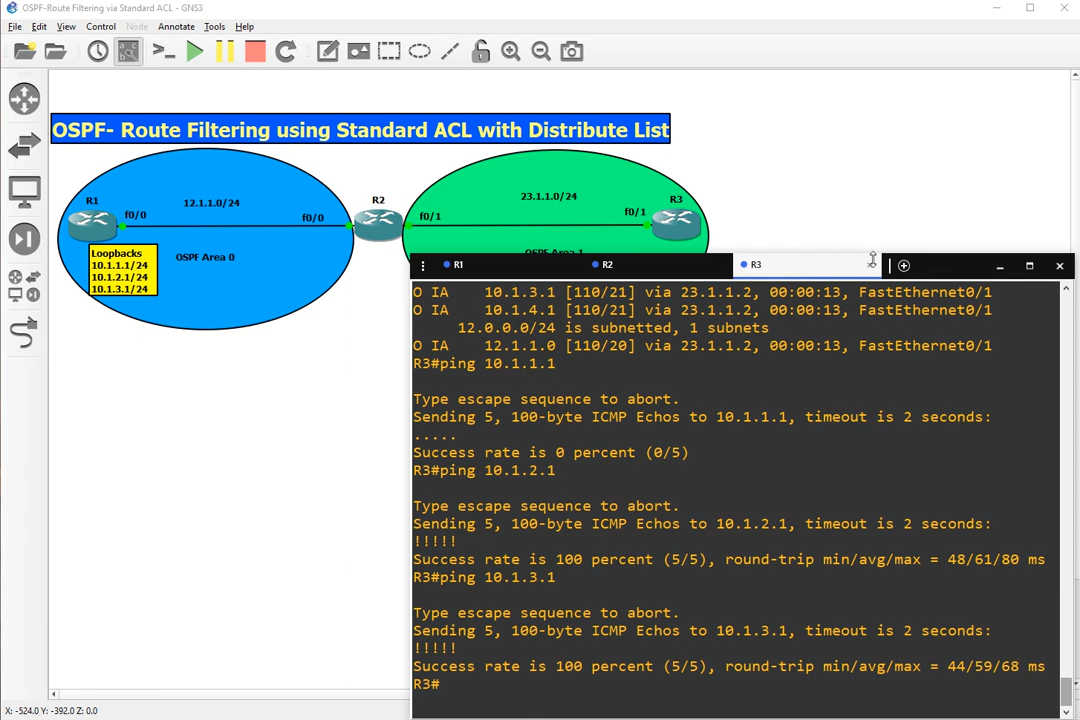 OSPF-Route Filtering via Standard ACL - GNS3
File Edit View Control Node Annotate Tools Help
OSPF- Route Filtering using Standard ACL with Distribute List
R1
f0/0
12.1.1.0/24
f0/0
R2
f0/1
23.1.1.0/24
f0/1
R3
Loopbacks
10.1.1.1/24
10.1.2.1/24
10.1.3.1/24
OSPF Area 0
OSPF Area 1
R1 R2 R3
O IA 10.1.3.1 [110/21] via 23.1.1.2, 00:00:13, FastEthernet0/1
O IA 10.1.4.1 [110/21] via 23.1.1.2, 00:00:13, FastEthernet0/1
12.0.0.0/24 is subnetted, 1 subnets
O IA 12.1.1.0 [110/20] via 23.1.1.2, 00:00:13, FastEthernet0/1
R3#ping 10.1.1.1
Type escape sequence to abort.
Sending 5, 100-byte ICMP Echos to 10.1.1.1, timeout is 2 seconds:
.....
Success rate is 0 percent (0/5)
R3#ping 10.1.2.1
Type escape sequence to abort.
Sending 5, 100-byte ICMP Echos to 10.1.2.1, timeout is 2 seconds:
!!!!!
Success rate is 100 percent (5/5), round-trip min/avg/max = 48/61/80 ms
R3#ping 10.1.3.1
Type escape sequence to abort.
Sending 5, 100-byte ICMP Echos to 10.1.3.1, timeout is 2 seconds:
!!!!!
Success rate is 100 percent (5/5), round-trip min/avg/max = 44/59/68 ms
R3#
X: -524.0 Y: -392.0 Z: 0.0